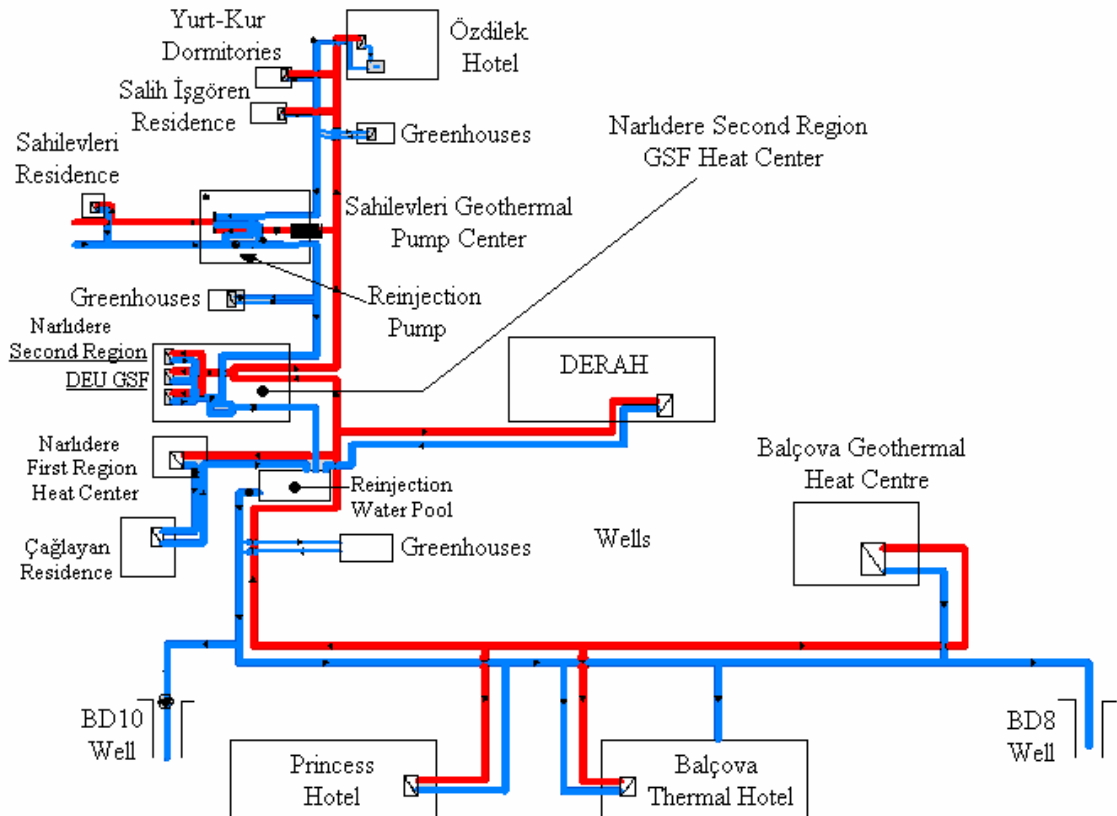 Yurt-Kur
Dormitories
Özdilek
Hotel
Salih İşgören
Residence
Greenhouses
Narlıdere Second Region
GSF Heat Center
Sahilevleri
Residence
Sahilevleri Geothermal
Pump Center
Greenhouses
Reinjection
Pump
Narlıdere
Second Region
DEU GSF
DERAH
Narlıdere
First Region
Heat Center
Balçova Geothermal
Heat Centre
Reinjection
Water Pool
Çağlayan
Residence
Greenhouses
Wells
BD10
Well
BD8
Well
Princess
Hotel
Balçova
Thermal Hotel